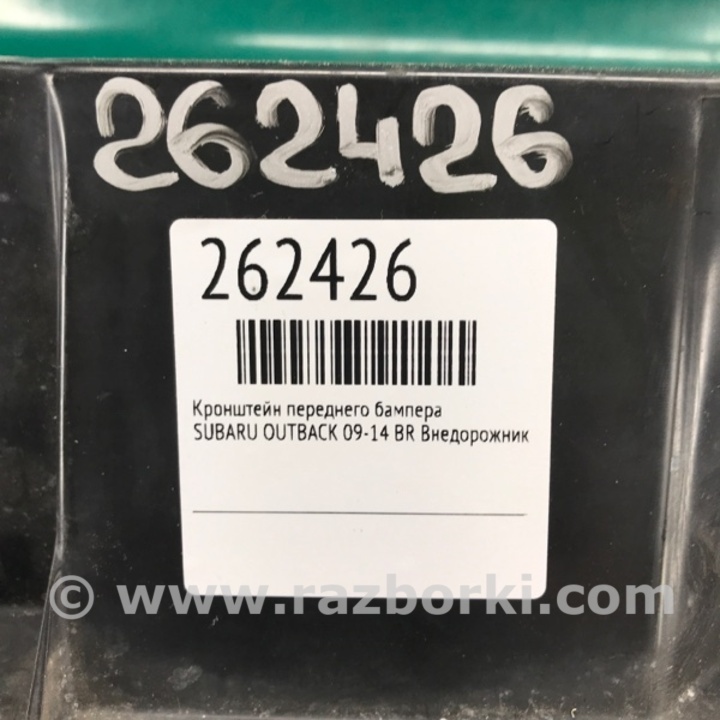 262426
262426
Кронштейн переднего бампера
SUBARU OUTBACK 09-14 BR Внедорожник
© www.razborki.com